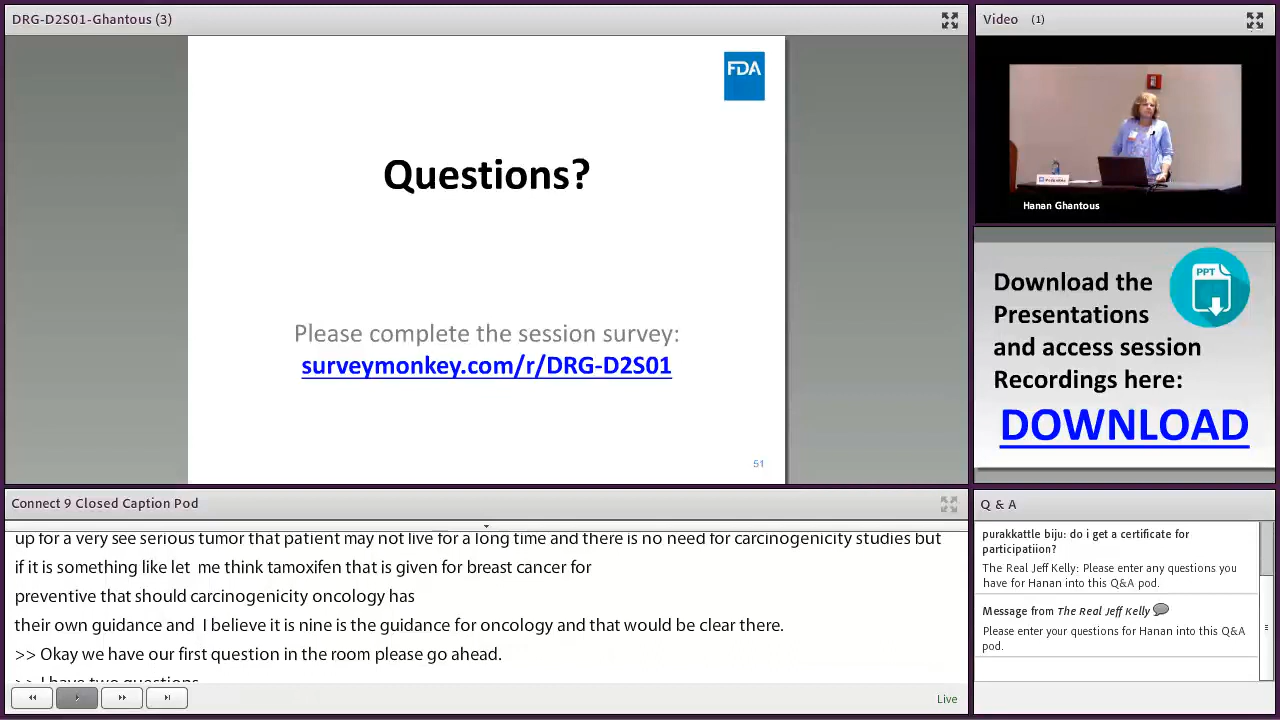 DRG-D2S01-Ghantous (3)
FDA
Questions?
Please complete the session survey:
surveymonkey.com/r/DRG-D2S01
51
Video (1)
Hanan Ghantous
Download the
Presentations
and access session
Recordings here:
DOWNLOAD
PPT
Connect 9 Closed Caption Pod
up for a very see serious tumor that patient may not live for a long time and there is no need for carcinogenicity studies but
if it is something like let me think tamoxifen that is given for breast cancer for
preventive that should carcinogenicity oncology has
their own guidance and I believe it is nine is the guidance for oncology and that would be clear there.
>> Okay we have our first question in the room please go ahead.
>> I have two questions
Live
Q & A
purakkattle biju: do i get a certificate for
participatiion?
The Real Jeff Kelly: Please enter any questions you
have for Hanan into this Q&A pod.
Message from The Real Jeff Kelly
Please enter your questions for Hanan into this Q&A
pod.